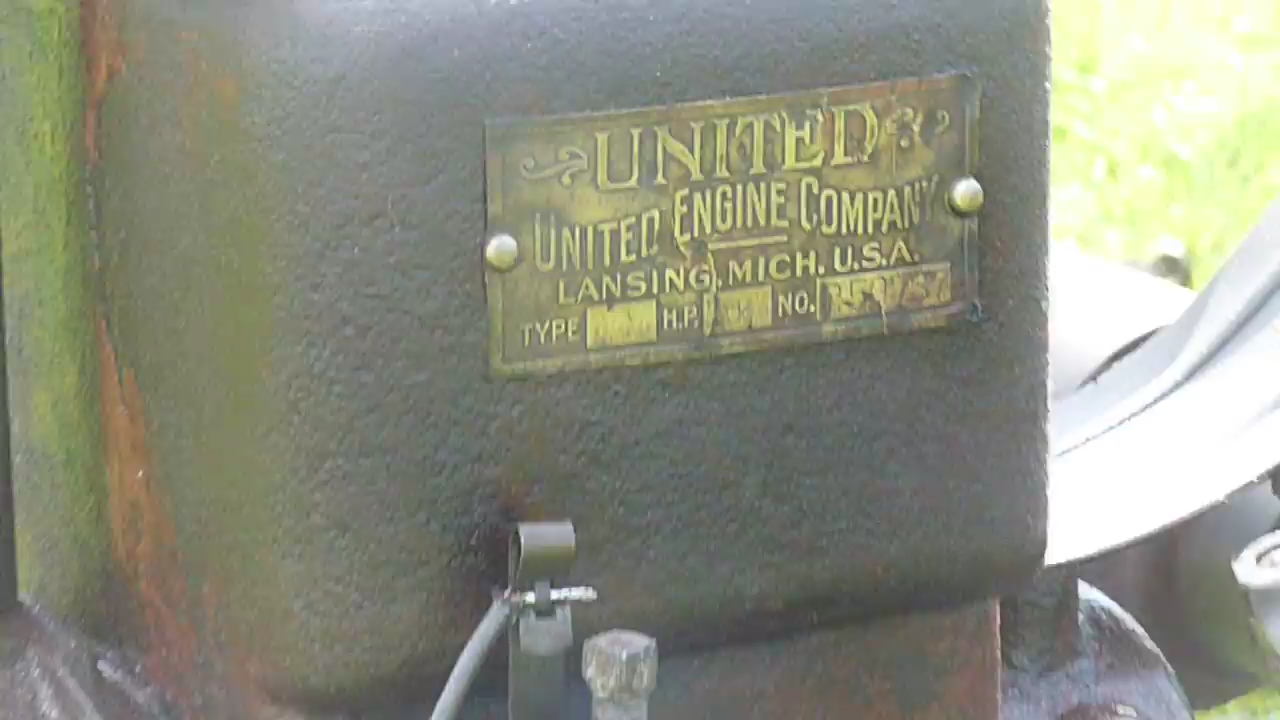 UNITED
UNITED ENGINE COMPANY
LANSING, MICH. U.S.A.
TYPE H.P. NO.